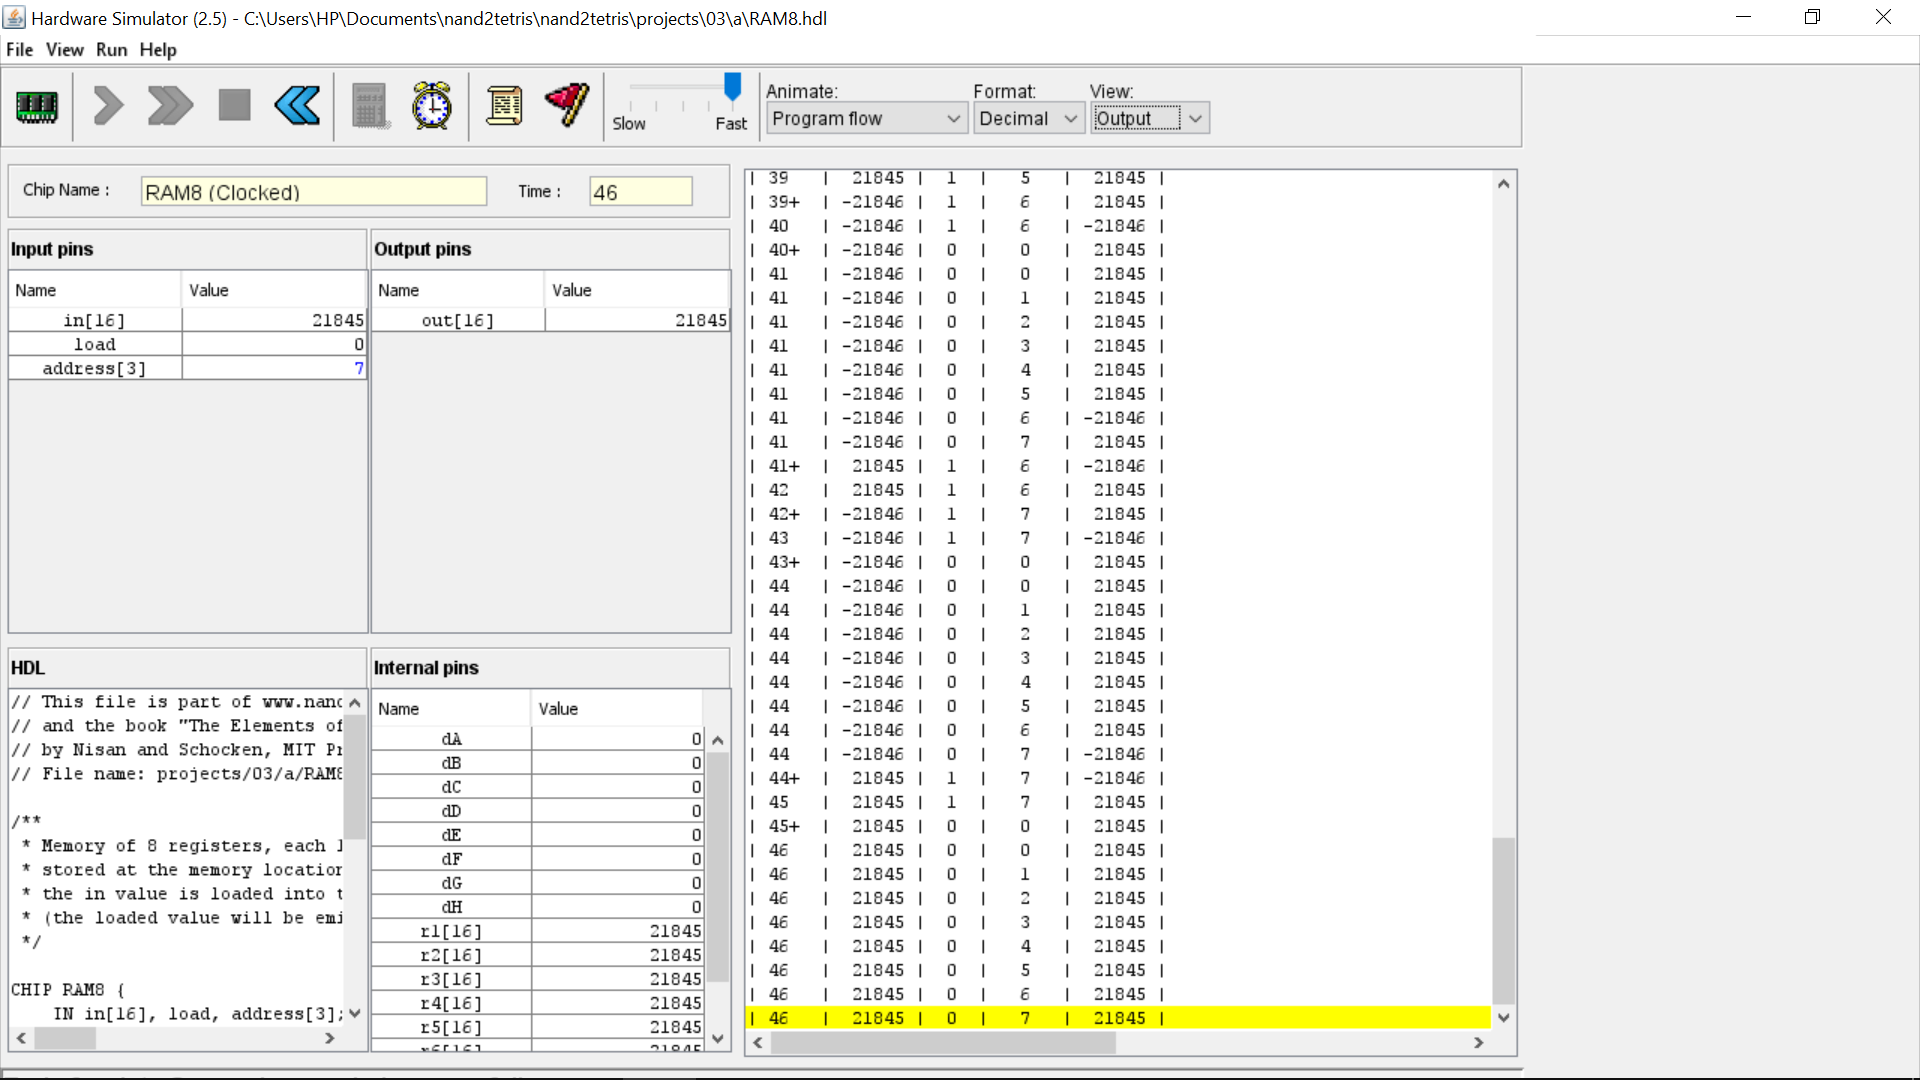 Hardware Simulator (2.5) - C:\Users\HP\Documents\nand2tetris\nand2tetris\projects\03\a\RAM8.hdl
File View Run Help
Slow Fast
Animate: Format: View:
Program flow Decimal Output
Chip Name : RAM8 (Clocked) Time : 46
Input pins
Name Value
in[16] 21845
load 0
address[3] 7
Output pins
Name Value
out[16] 21845
HDL
// This file is part of www.nand
// and the book "The Elements of
// by Nisan and Schocken, MIT Pr
// File name: projects/03/a/RAM8
/**
* Memory of 8 registers, each 1
* stored at the memory location
* the in value is loaded into t
* (the loaded value will be emi
*/
CHIP RAM8 {
IN in[16], load, address[3];
Internal pins
Name Value
dA 0
dB 0
dC 0
dD 0
dE 0
dF 0
dG 0
dH 0
r1[16] 21845
r2[16] 21845
r3[16] 21845
r4[16] 21845
r5[16] 21845
r6[16] 21845
| 39 | 21845 | 1 | 5 | 21845 |
| 39+ | -21846 | 1 | 6 | 21845 |
| 40 | -21846 | 1 | 6 | -21846 |
| 40+ | -21846 | 0 | 0 | 21845 |
| 41 | -21846 | 0 | 0 | 21845 |
| 41 | -21846 | 0 | 1 | 21845 |
| 41 | -21846 | 0 | 2 | 21845 |
| 41 | -21846 | 0 | 3 | 21845 |
| 41 | -21846 | 0 | 4 | 21845 |
| 41 | -21846 | 0 | 5 | 21845 |
| 41 | -21846 | 0 | 6 | -21846 |
| 41 | -21846 | 0 | 7 | 21845 |
| 41+ | 21845 | 1 | 6 | -21846 |
| 42 | 21845 | 1 | 6 | 21845 |
| 42+ | -21846 | 1 | 7 | 21845 |
| 43 | -21846 | 1 | 7 | -21846 |
| 43+ | -21846 | 0 | 0 | 21845 |
| 44 | -21846 | 0 | 0 | 21845 |
| 44 | -21846 | 0 | 1 | 21845 |
| 44 | -21846 | 0 | 2 | 21845 |
| 44 | -21846 | 0 | 3 | 21845 |
| 44 | -21846 | 0 | 4 | 21845 |
| 44 | -21846 | 0 | 5 | 21845 |
| 44 | -21846 | 0 | 6 | 21845 |
| 44 | -21846 | 0 | 7 | -21846 |
| 44+ | 21845 | 1 | 7 | -21846 |
| 45 | 21845 | 1 | 7 | 21845 |
| 45+ | 21845 | 0 | 0 | 21845 |
| 46 | 21845 | 0 | 0 | 21845 |
| 46 | 21845 | 0 | 1 | 21845 |
| 46 | 21845 | 0 | 2 | 21845 |
| 46 | 21845 | 0 | 3 | 21845 |
| 46 | 21845 | 0 | 4 | 21845 |
| 46 | 21845 | 0 | 5 | 21845 |
| 46 | 21845 | 0 | 6 | 21845 |
| 46 | 21845 | 0 | 7 | 21845 |